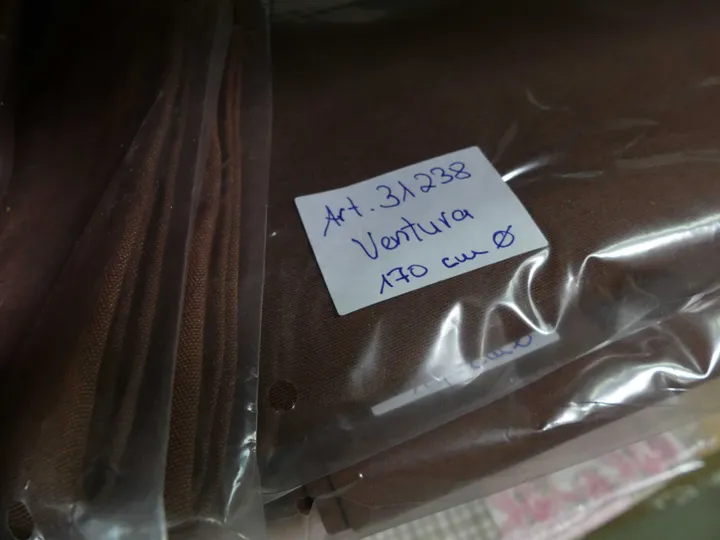 Art. 31238
Ventura
170 cm Ø